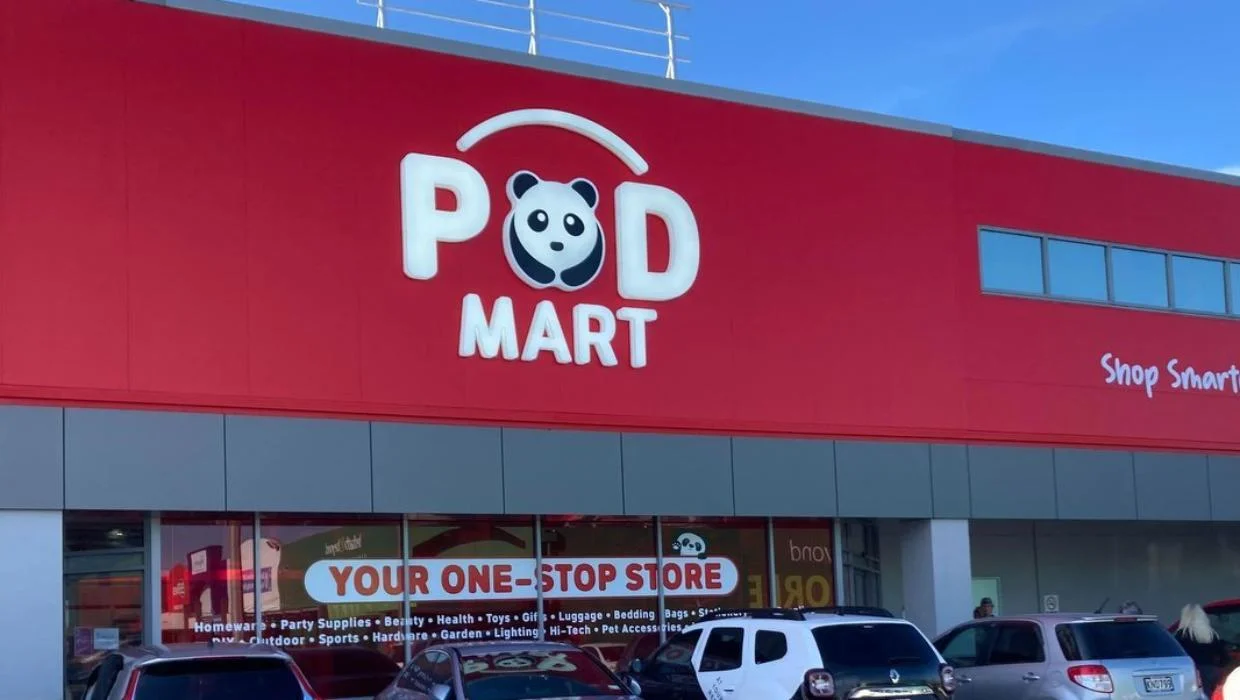 POD
MART
Shop Smart
YOUR ONE-STOP STORE
Homeware • Party Supplies • Beauty • Health • Toys • Gifts • Luggage • Bedding • Bags • Stationery
DIY • Outdoor • Sports • Hardware • Garden • Lighting • Hi-Tech • Pet Accessories